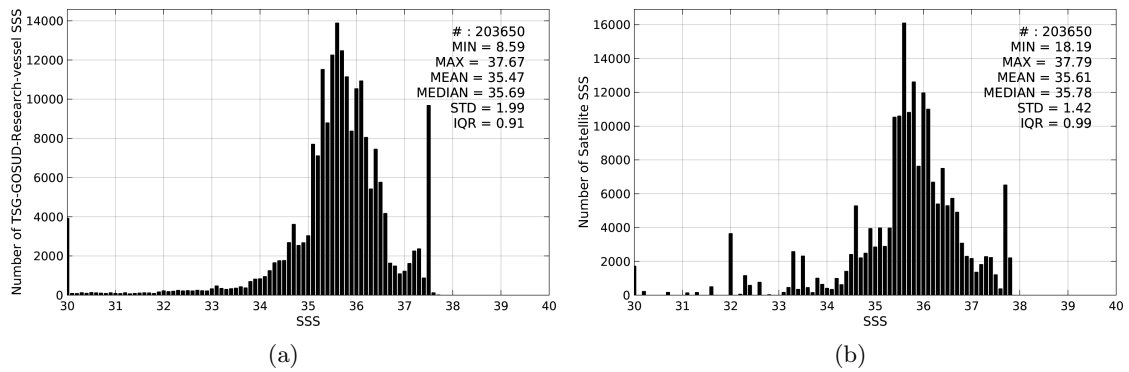 Number of TSG-GOSUD-Research-vessel SSS
14000
12000
10000
8000
6000
4000
2000
0
# : 203650
MIN = 8.59
MAX = 37.67
MEAN = 35.47
MEDIAN = 35.69
STD = 1.99
IQR = 0.91
30 31 32 33 34 35 36 37 38 39 40
SSS
(a)
Number of Satellite SSS
16000
14000
12000
10000
8000
6000
4000
2000
0
# : 203650
MIN = 18.19
MAX = 37.79
MEAN = 35.61
MEDIAN = 35.78
STD = 1.42
IQR = 0.99
30 31 32 33 34 35 36 37 38 39 40
SSS
(b)